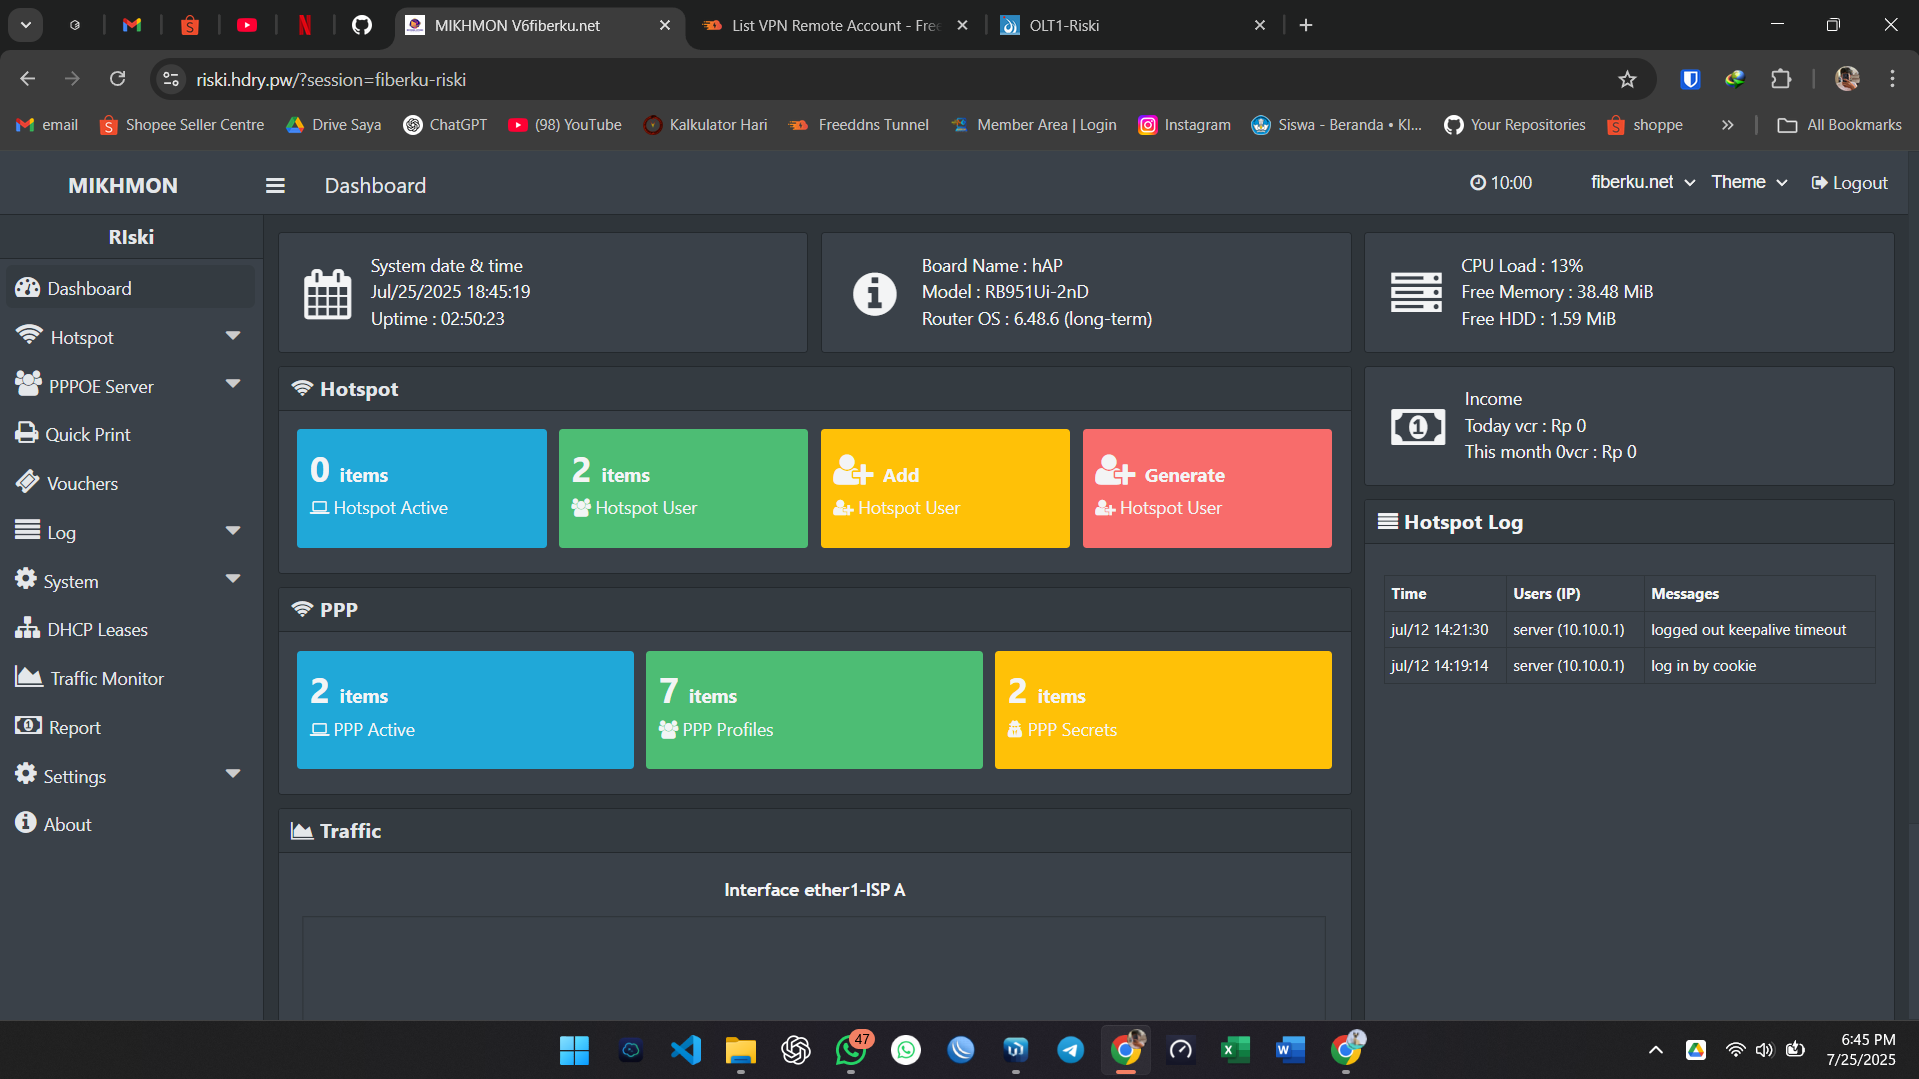 MIKHMON V6fiberku.net
List VPN Remote Account - Free
OLT1-Riski
riski.hdry.pw/?session=fiberku-riski
email
Shopee Seller Centre
Drive Saya
ChatGPT
(98) YouTube
Kalkulator Hari
Freeddns Tunnel
Member Area | Login
Instagram
Siswa - Beranda • Kl...
Your Repositories
shoppe
All Bookmarks
MIKHMON
Dashboard
10:00
fiberku.net
Theme
Logout
RIski
Dashboard
Hotspot
PPPOE Server
Quick Print
Vouchers
Log
System
DHCP Leases
Traffic Monitor
Report
Settings
About
System date & time
Jul/25/2025 18:45:19
Uptime : 02:50:23
Board Name : hAP
Model : RB951Ui-2nD
Router OS : 6.48.6 (long-term)
CPU Load : 13%
Free Memory : 38.48 MiB
Free HDD : 1.59 MiB
Hotspot
0 items
Hotspot Active
2 items
Hotspot User
Add
Hotspot User
Generate
Hotspot User
Income
Today vcr : Rp 0
This month 0vcr : Rp 0
PPP
2 items
PPP Active
7 items
PPP Profiles
2 items
PPP Secrets
Hotspot Log
Time Users (IP) Messages
jul/12 14:21:30 server (10.10.0.1) logged out keepalive timeout
jul/12 14:19:14 server (10.10.0.1) log in by cookie
Traffic
Interface ether1-ISP A
47
6:45 PM
7/25/2025